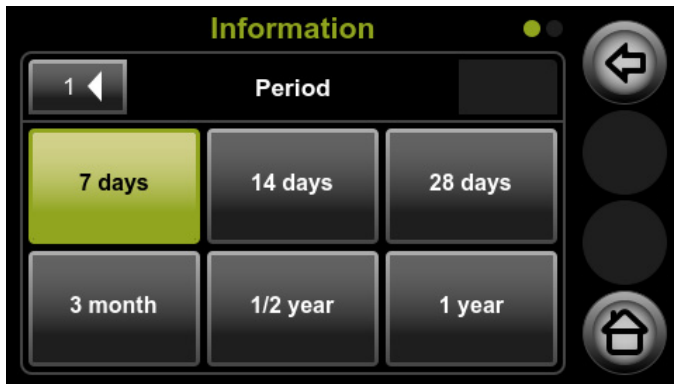 Information
1
Period
7 days
14 days
28 days
3 month
1/2 year
1 year